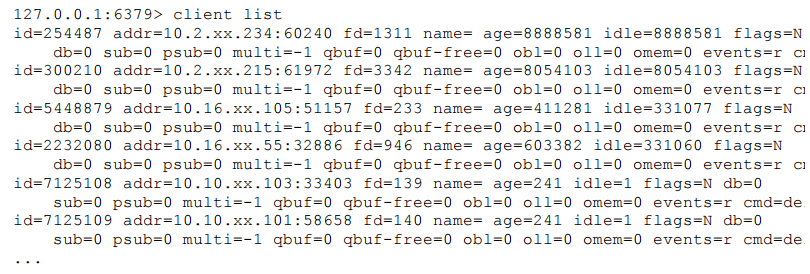 127.0.0.1:6379> client list
id=254487 addr=10.2.xx.234:60240 fd=1311 name= age=8888581 idle=8888581 flags=N
db=0 sub=0 psub=0 multi=-1 qbuf=0 qbuf-free=0 obl=0 oll=0 omem=0 events=r
id=300210 addr=10.2.xx.215:61972 fd=3342 name= age=8054103 idle=8054103 flags=N
db=0 sub=0 psub=0 multi=-1 qbuf=0 qbuf-free=0 obl=0 oll=0 omem=0 events=r
id=5448879 addr=10.16.xx.105:51157 fd=233 name= age=411281 idle=331077 flags=N
db=0 sub=0 psub=0 multi=-1 qbuf=0 qbuf-free=0 obl=0 oll=0 omem=0 events=r
id=2232080 addr=10.16.xx.55:32886 fd=946 name= age=603382 idle=331060 flags=N
db=0 sub=0 psub=0 multi=-1 qbuf=0 qbuf-free=0 obl=0 oll=0 omem=0 events=r
id=7125108 addr=10.10.xx.103:33403 fd=139 name= age=241 idle=1 flags=N db=0
sub=0 psub=0 multi=-1 qbuf=0 qbuf-free=0 obl=0 oll=0 omem=0 events=r cmd=de
id=7125109 addr=10.10.xx.101:58658 fd=140 name= age=241 idle=1 flags=N db=0
sub=0 psub=0 multi=-1 qbuf=0 qbuf-free=0 obl=0 oll=0 omem=0 events=r cmd=de
...